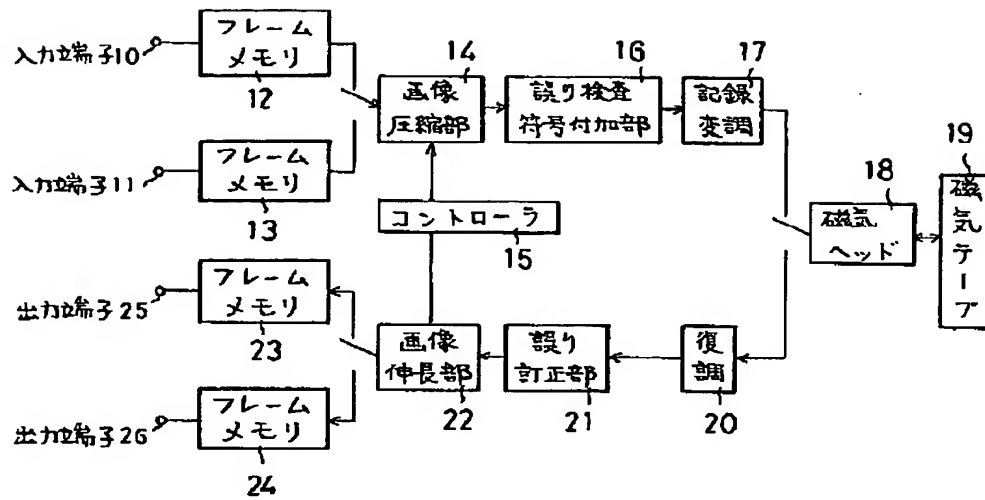 入力端子10
フレーム
メモリ
12
14
画像
圧縮部
16
誤り検査
符号付加部
17
記録
変調
入力端子11
フレーム
メモリ
13
コントローラ
15
18
磁気
ヘッド
19
磁気テープ
出力端子25
フレーム
メモリ
23
画像
伸長部
22
誤り
訂正部
21
復調
20
出力端子26
フレーム
メモリ
24